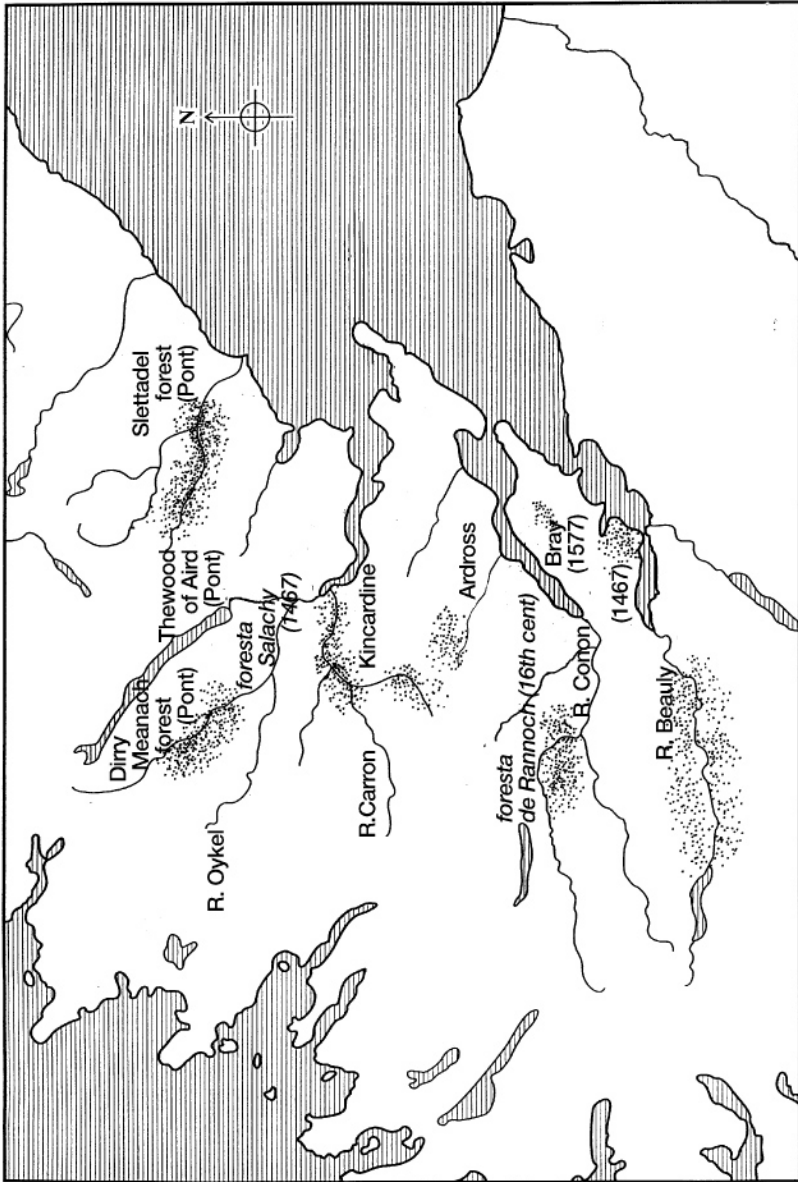 N
Slettadel
forest
(Pont)
Thewood
of Aird
(Pont)
Dirry
Meanach
forest
(Pont)
foresta
Salachy
(1467)
R. Oykel
Kincardine
R.Carron
Ardross
foresta
de Rannoch (16th cent)
R. Conon
Bray
(1577)
(1467)
R. Beauly